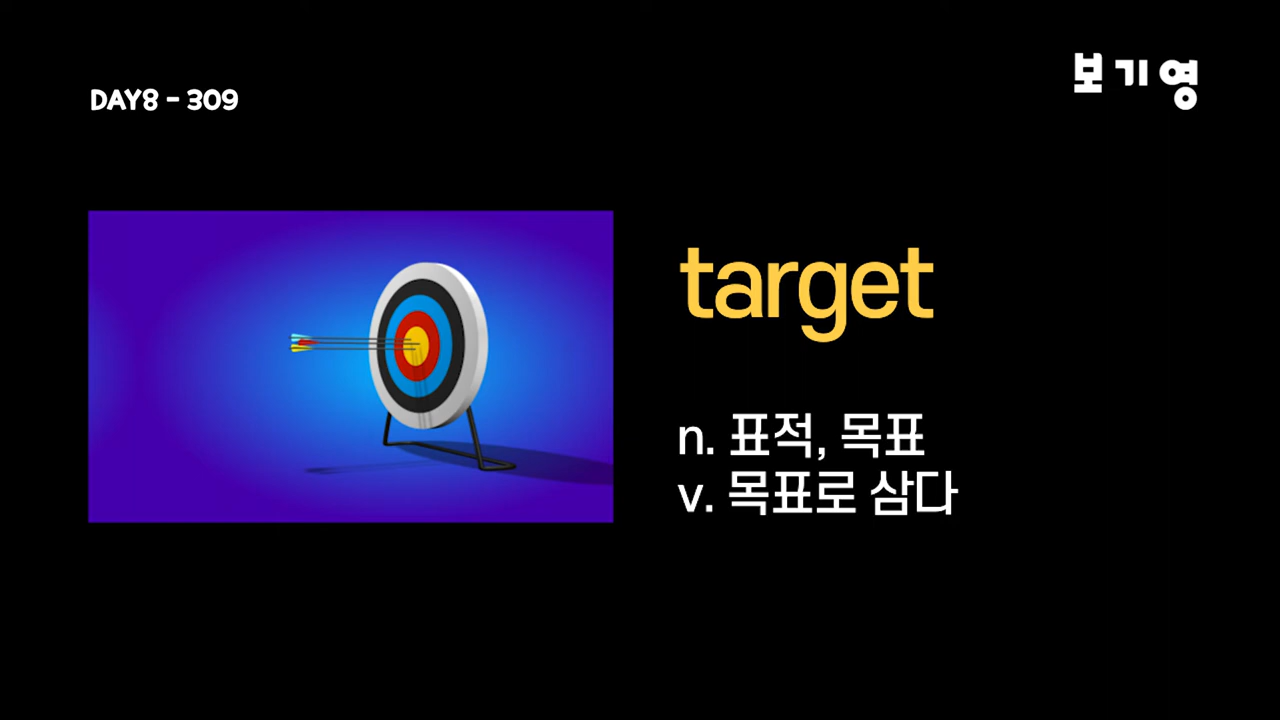 보기영
DAY8 - 309
target
n. 표적, 목표
v. 목표로 삼다